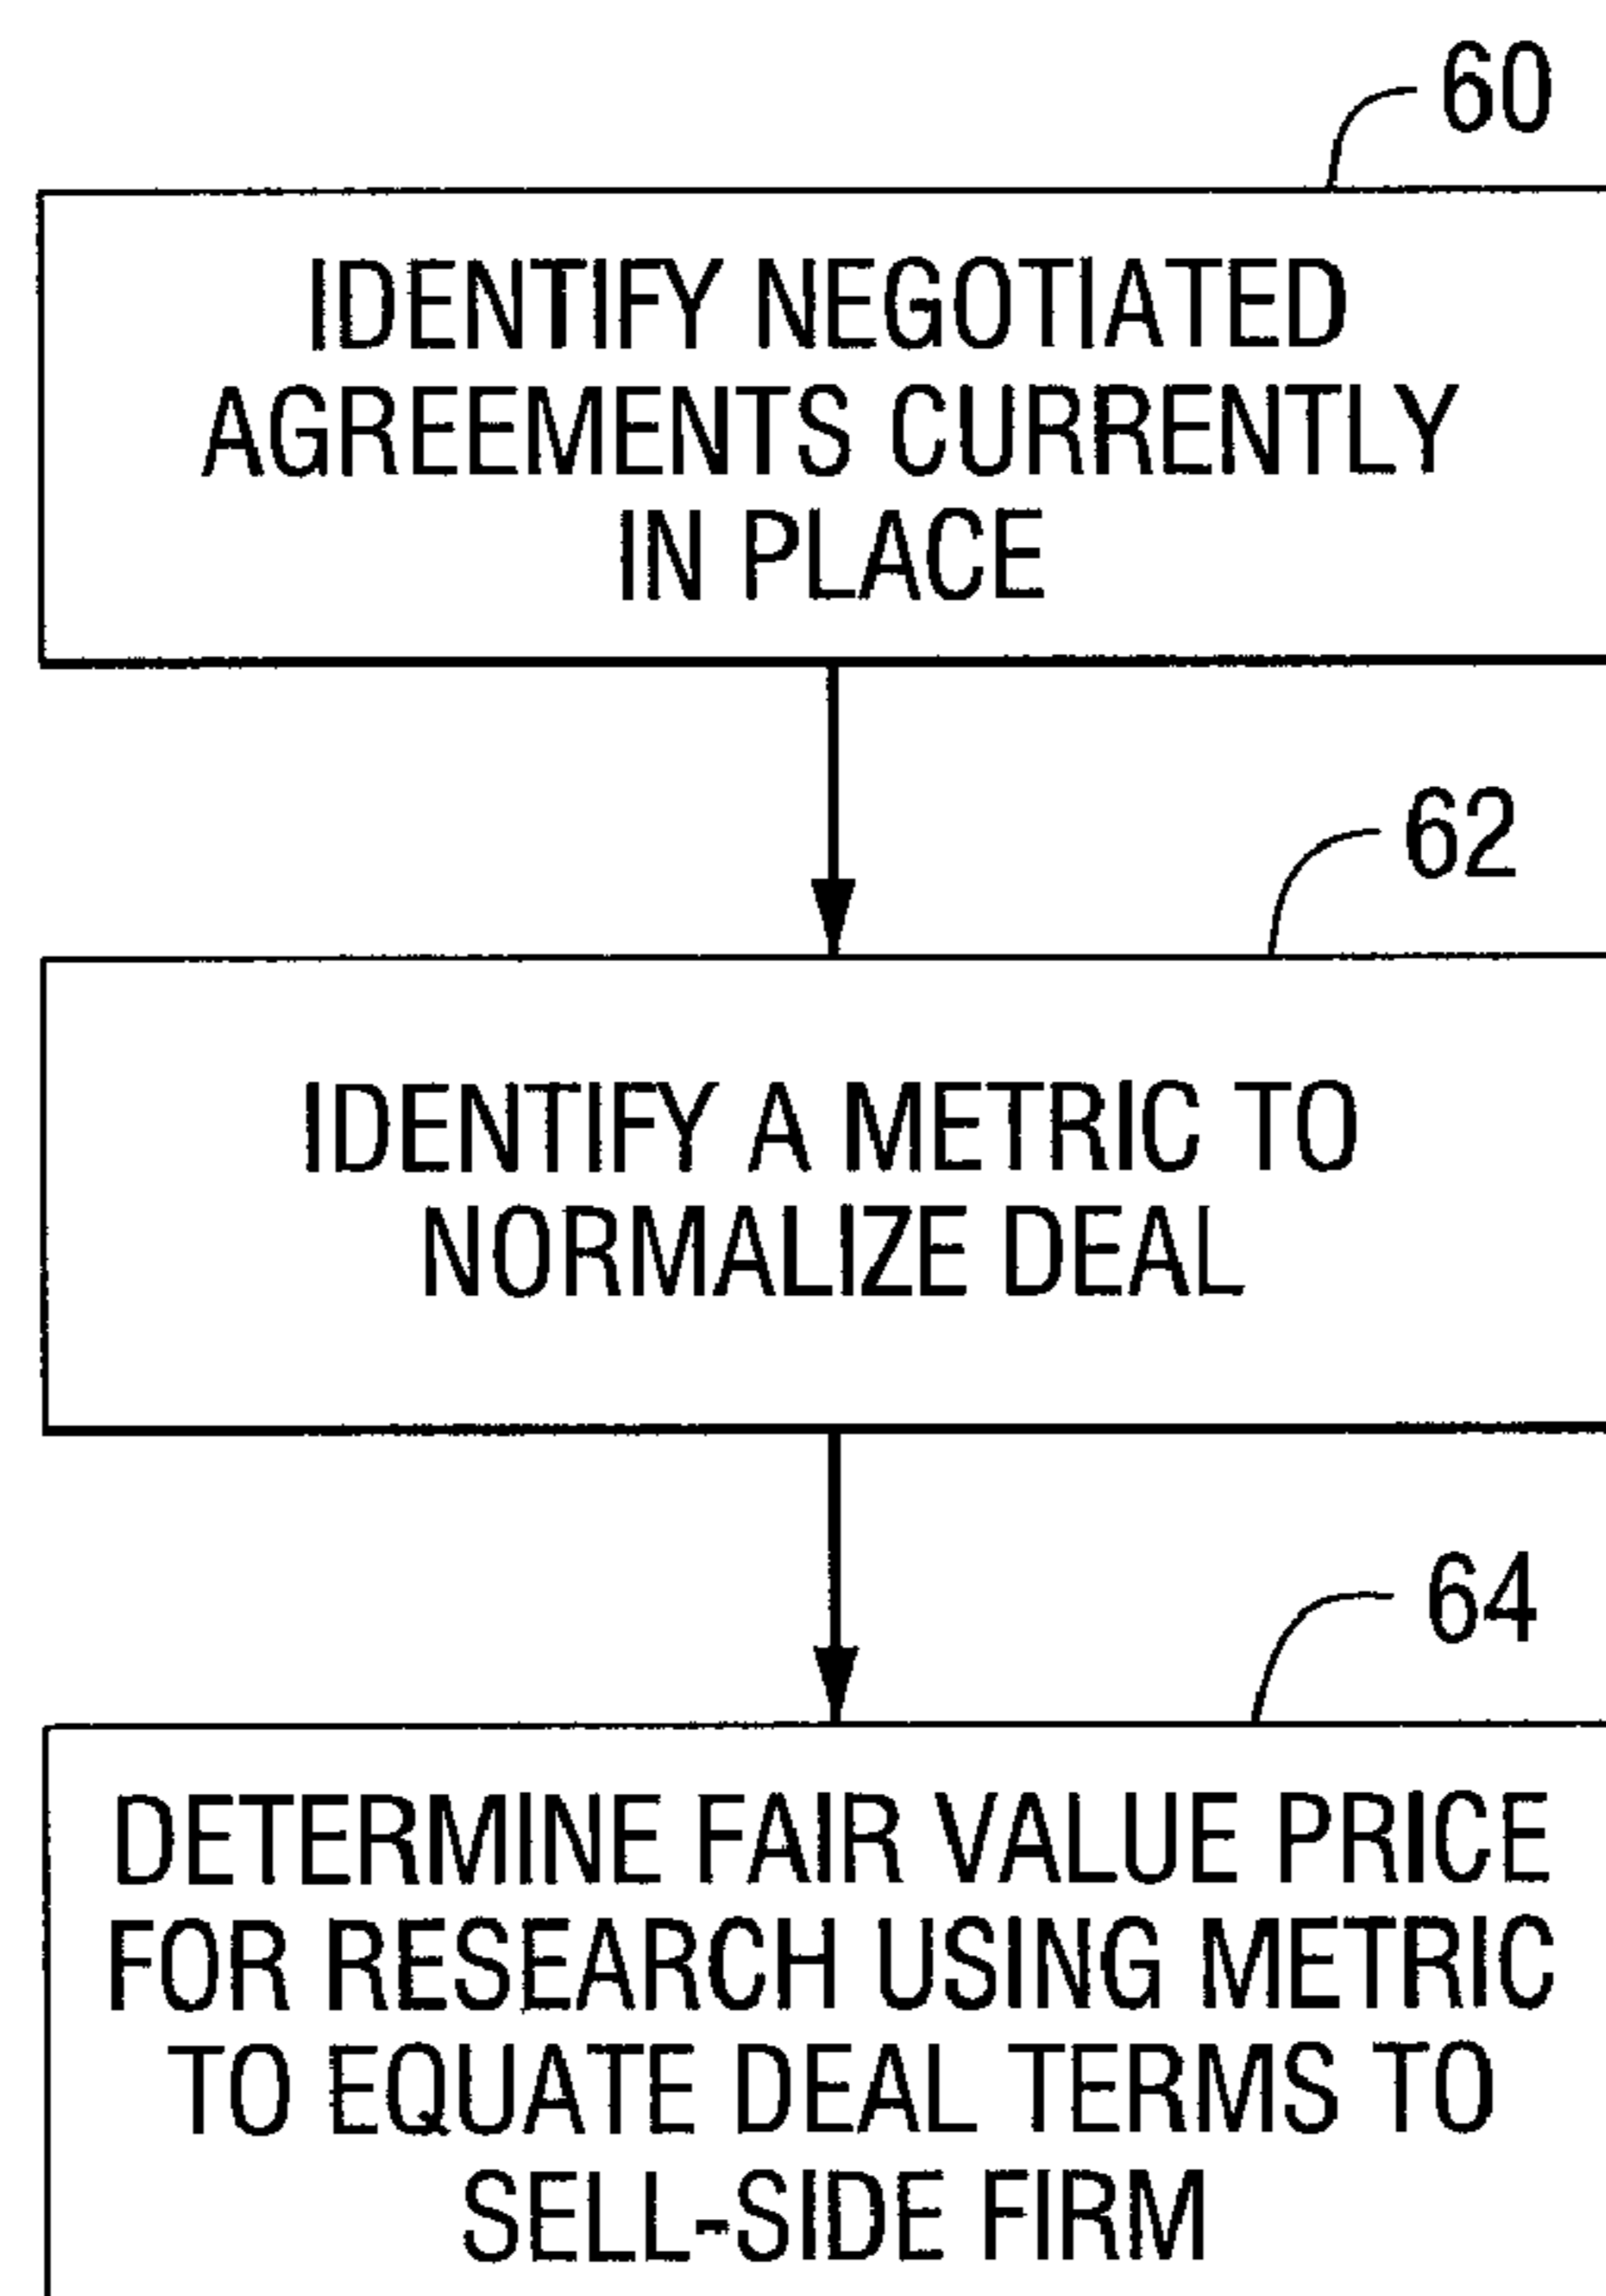 60
IDENTIFY NEGOTIATED
AGREEMENTS CURRENTLY
IN PLACE
62
IDENTIFY A METRIC TO
NORMALIZE DEAL
64
DETERMINE FAIR VALUE PRICE
FOR RESEARCH USING METRIC
TO EQUATE DEAL TERMS TO
SELL-SIDE FIRM